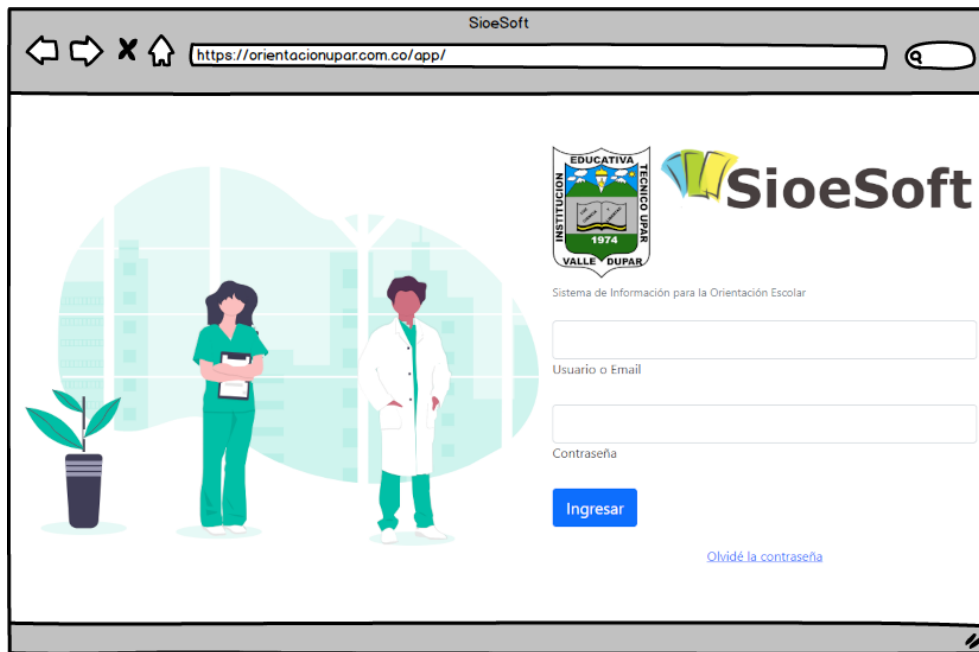 SioeSoft
https://orientacionupar.com.co/app/
EDUCATIVA
INSTITUCION
TECNICO UPAR
1974
VALLE DUPAR
SioeSoft
Sistema de Información para la Orientación Escolar
Usuario o Email
Contraseña
Ingresar
Olvidé la contraseña